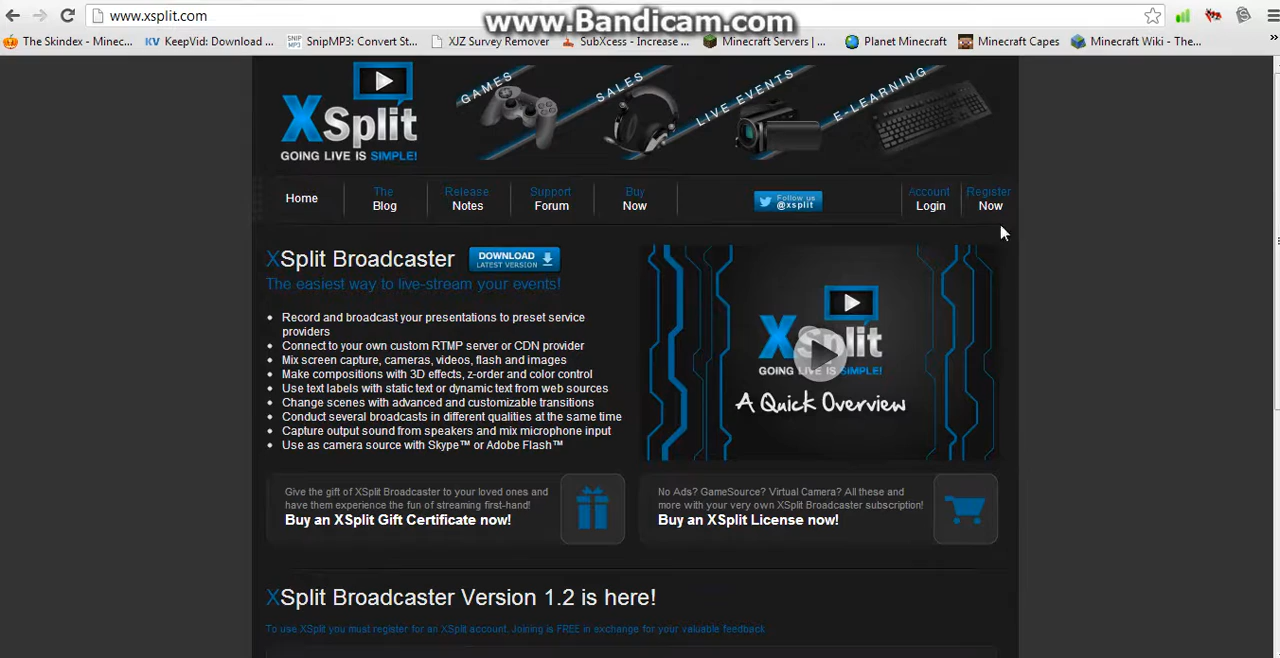 www.xsplit.com
www.Bandicam.com
The Skindex - Minec... KeepVid: Download ... SnipMP3: Convert St... XJZ Survey Remover SubXcess - Increase ... Minecraft Servers | ... Planet Minecraft Minecraft Capes Minecraft Wiki - The... »
XSplit
GOING LIVE IS SIMPLE!
GAMES
SALES
LIVE EVENTS
E-LEARNING
Home
The Blog
Release Notes
Support Forum
Buy Now
Follow us @xsplit
Account Login
Register Now
XSplit Broadcaster
DOWNLOAD
LATEST VERSION
The easiest way to live-stream your events!
• Record and broadcast your presentations to preset service
providers
• Connect to your own custom RTMP server or CDN provider
• Mix screen capture, cameras, videos, flash and images
• Make compositions with 3D effects, z-order and color control
• Use text labels with static text or dynamic text from web sources
• Change scenes with advanced and customizable transitions
• Conduct several broadcasts in different qualities at the same time
• Capture output sound from speakers and mix microphone input
• Use as camera source with Skype™ or Adobe Flash™
XSplit
GOING LIVE IS SIMPLE!
A Quick Overview
Give the gift of XSplit Broadcaster to your loved ones and
have them experience the fun of streaming first-hand!
Buy an XSplit Gift Certificate now!
No Ads? GameSource? Virtual Camera? All these and
more with your very own XSplit Broadcaster subscription!
Buy an XSplit License now!
XSplit Broadcaster Version 1.2 is here!
To use XSplit you must register for an XSplit account. Joining is FREE in exchange for your valuable feedback